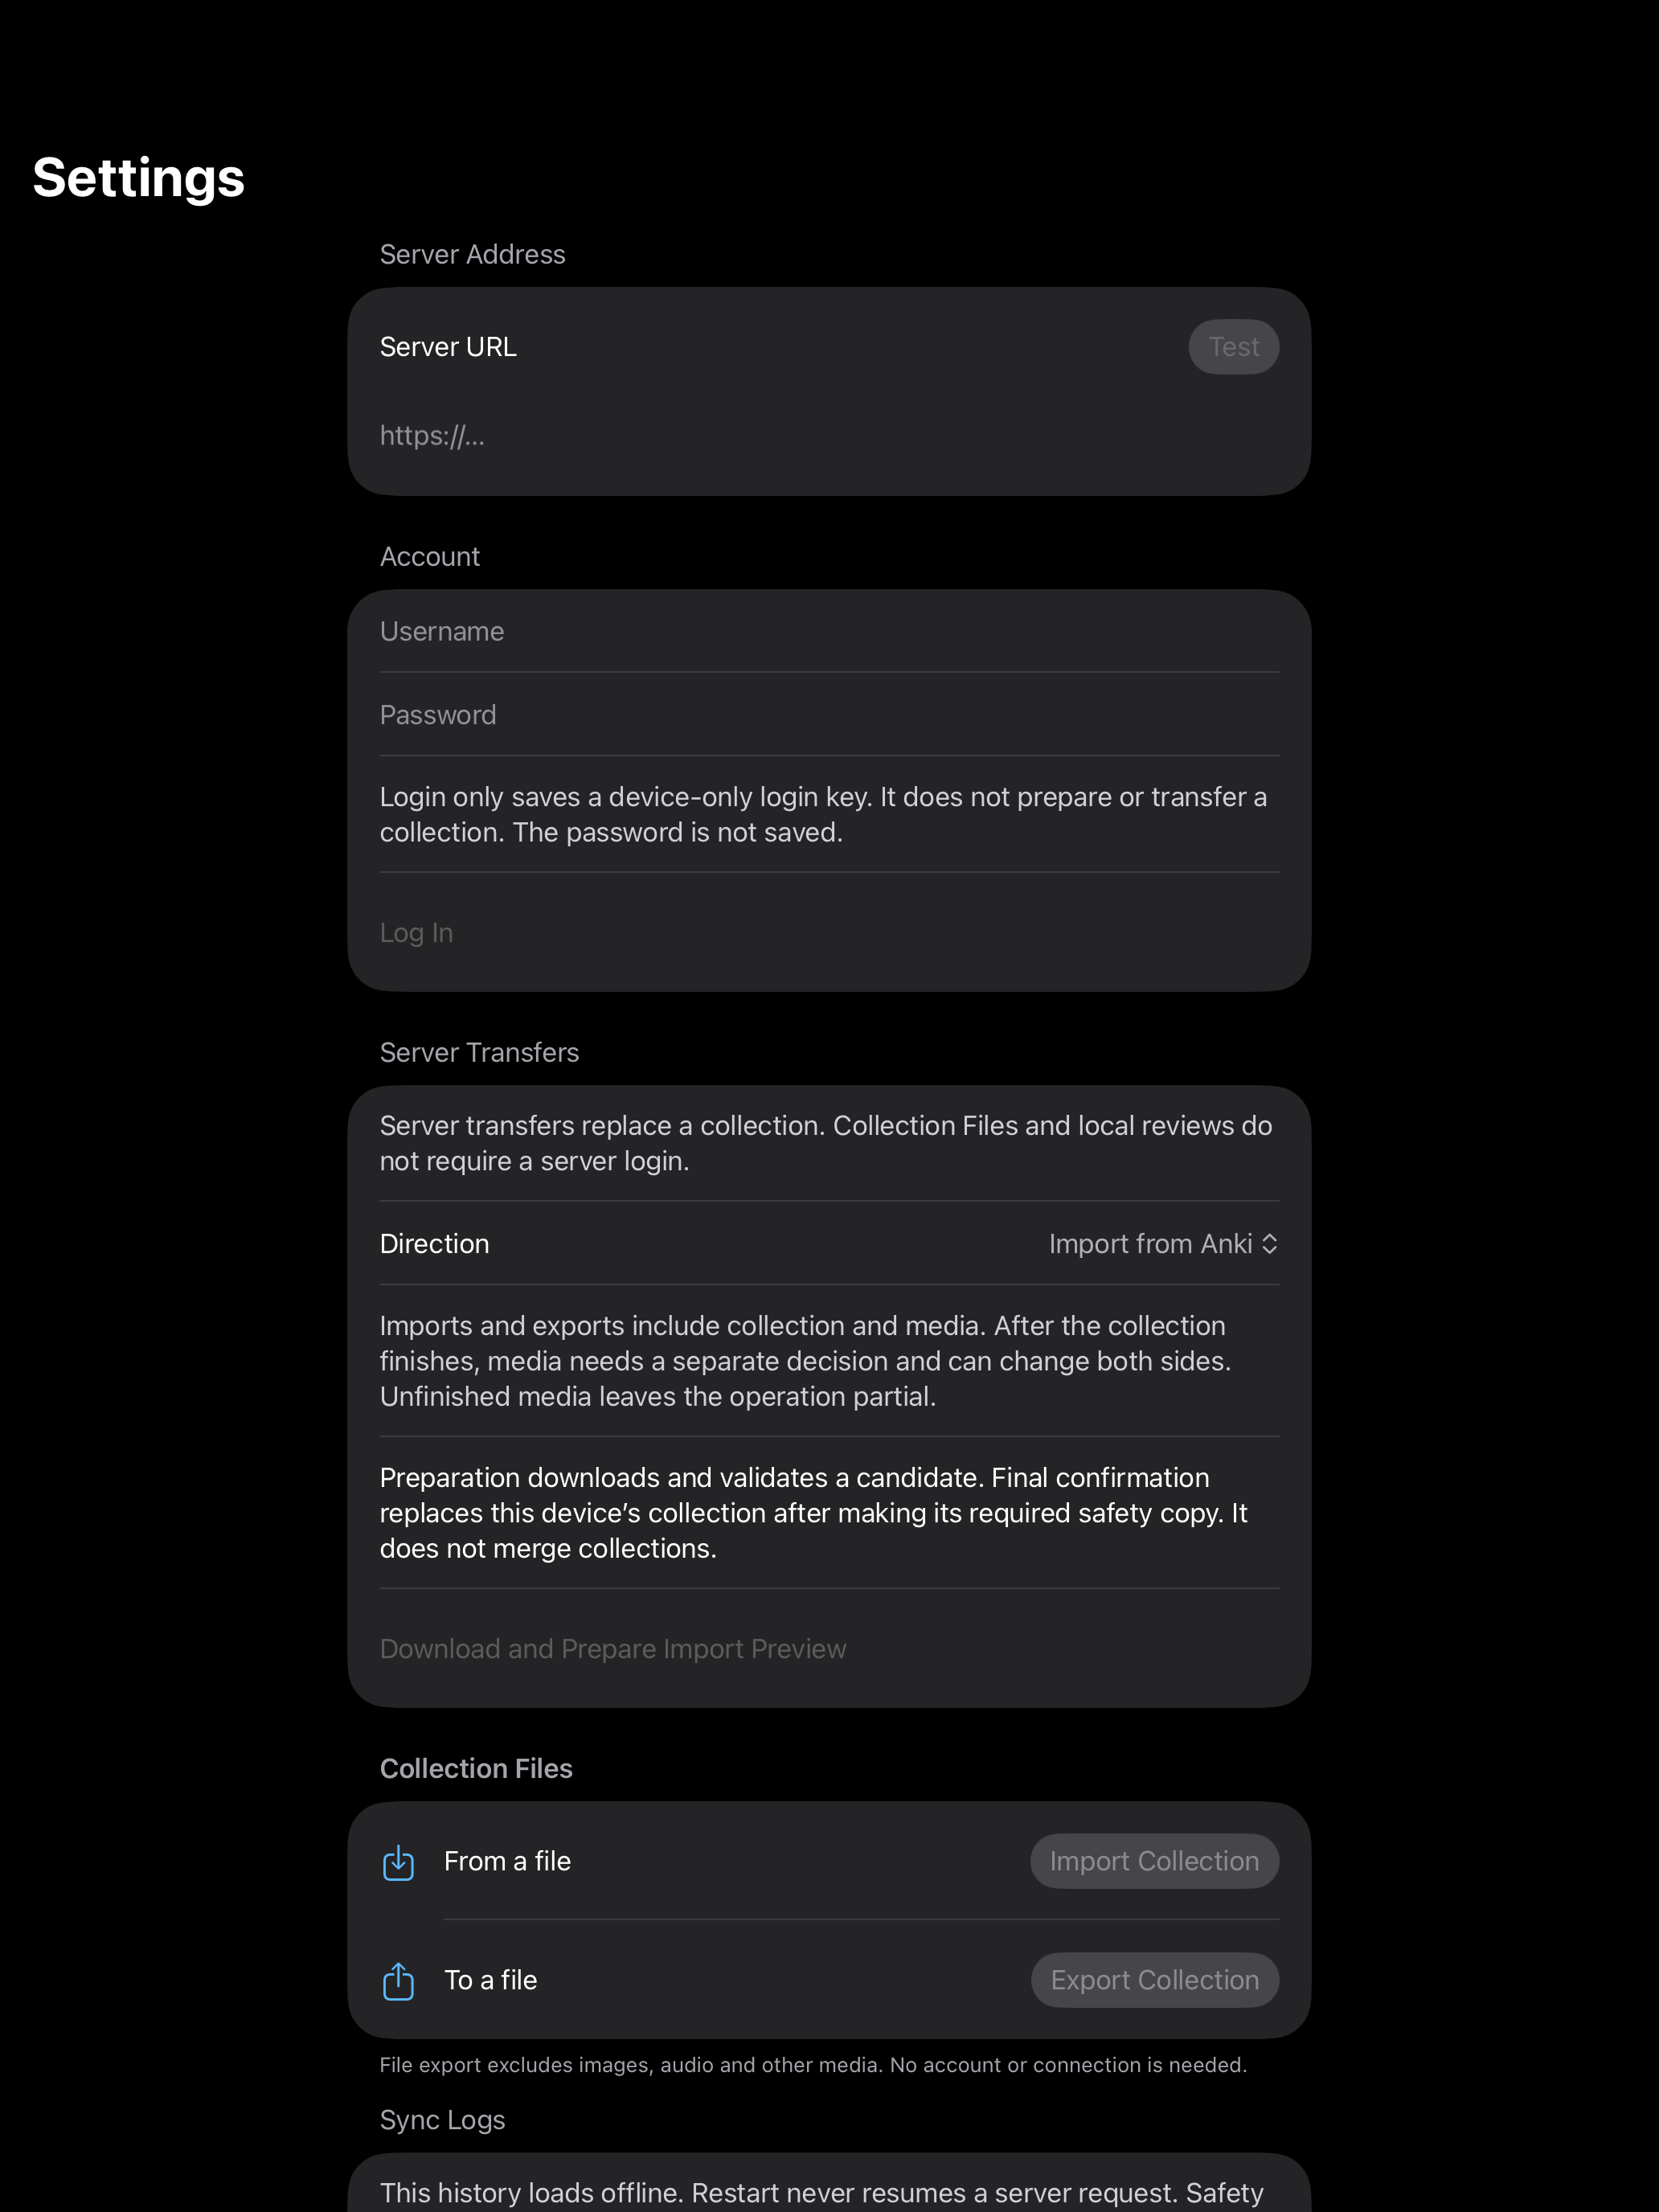 Settings
Server Address
Server URL
Test
https://...
Account
Username
Password
Login only saves a device-only login key. It does not prepare or transfer a
collection. The password is not saved.
Log In
Server Transfers
Server transfers replace a collection. Collection Files and local reviews do
not require a server login.
Direction
Import from Anki
Imports and exports include collection and media. After the collection
finishes, media needs a separate decision and can change both sides.
Unfinished media leaves the operation partial.
Preparation downloads and validates a candidate. Final confirmation
replaces this device’s collection after making its required safety copy. It
does not merge collections.
Download and Prepare Import Preview
Collection Files
From a file
Import Collection
To a file
Export Collection
File export excludes images, audio and other media. No account or connection is needed.
Sync Logs
This history loads offline. Restart never resumes a server request. Safety